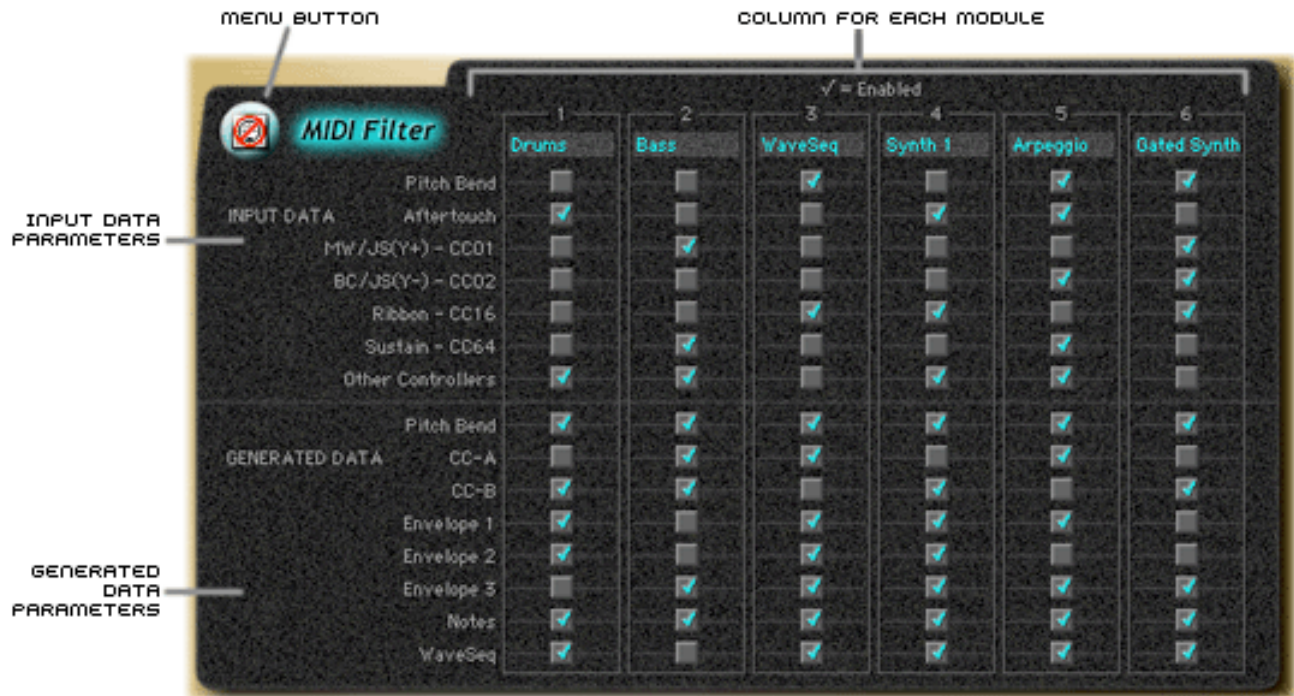 MENU BUTTON
COLUMN FOR EACH MODULE
√ = Enabled
MIDI Filter
1 2 3 4 5 6
Drums Bass WaveSeq Synth 1 Arpeggio Gated Synth
Pitch Bend
INPUT DATA
PARAMETERS
INPUT DATA Aftertouch
MW/JS(Y+) - CC01
BC/JS(Y-) - CC02
Ribbon - CC16
Sustain - CC64
Other Controllers
Pitch Bend
GENERATED DATA CC-A
CC-B
Envelope 1
Envelope 2
GENERATED
DATA
PARAMETERS
Envelope 3
Notes
WaveSeq